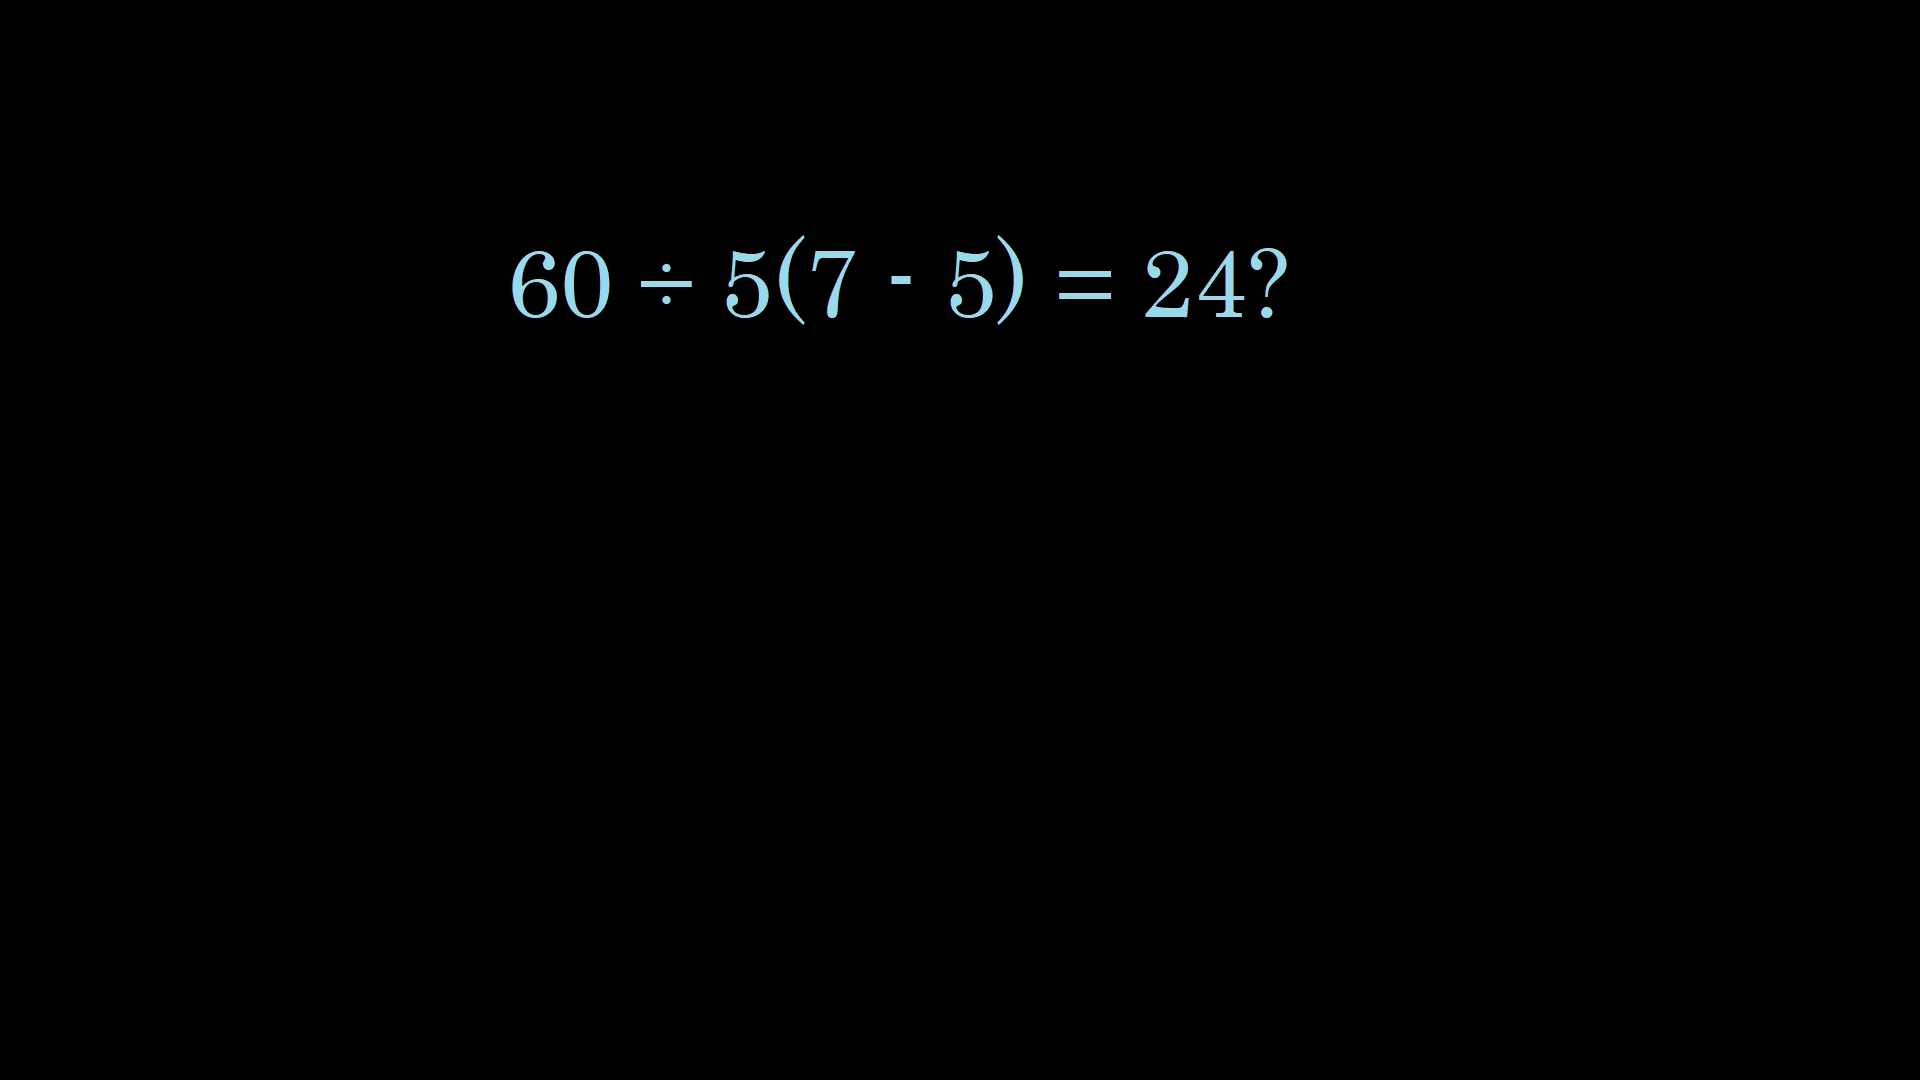 60 ÷ 5(7 - 5) = 24?